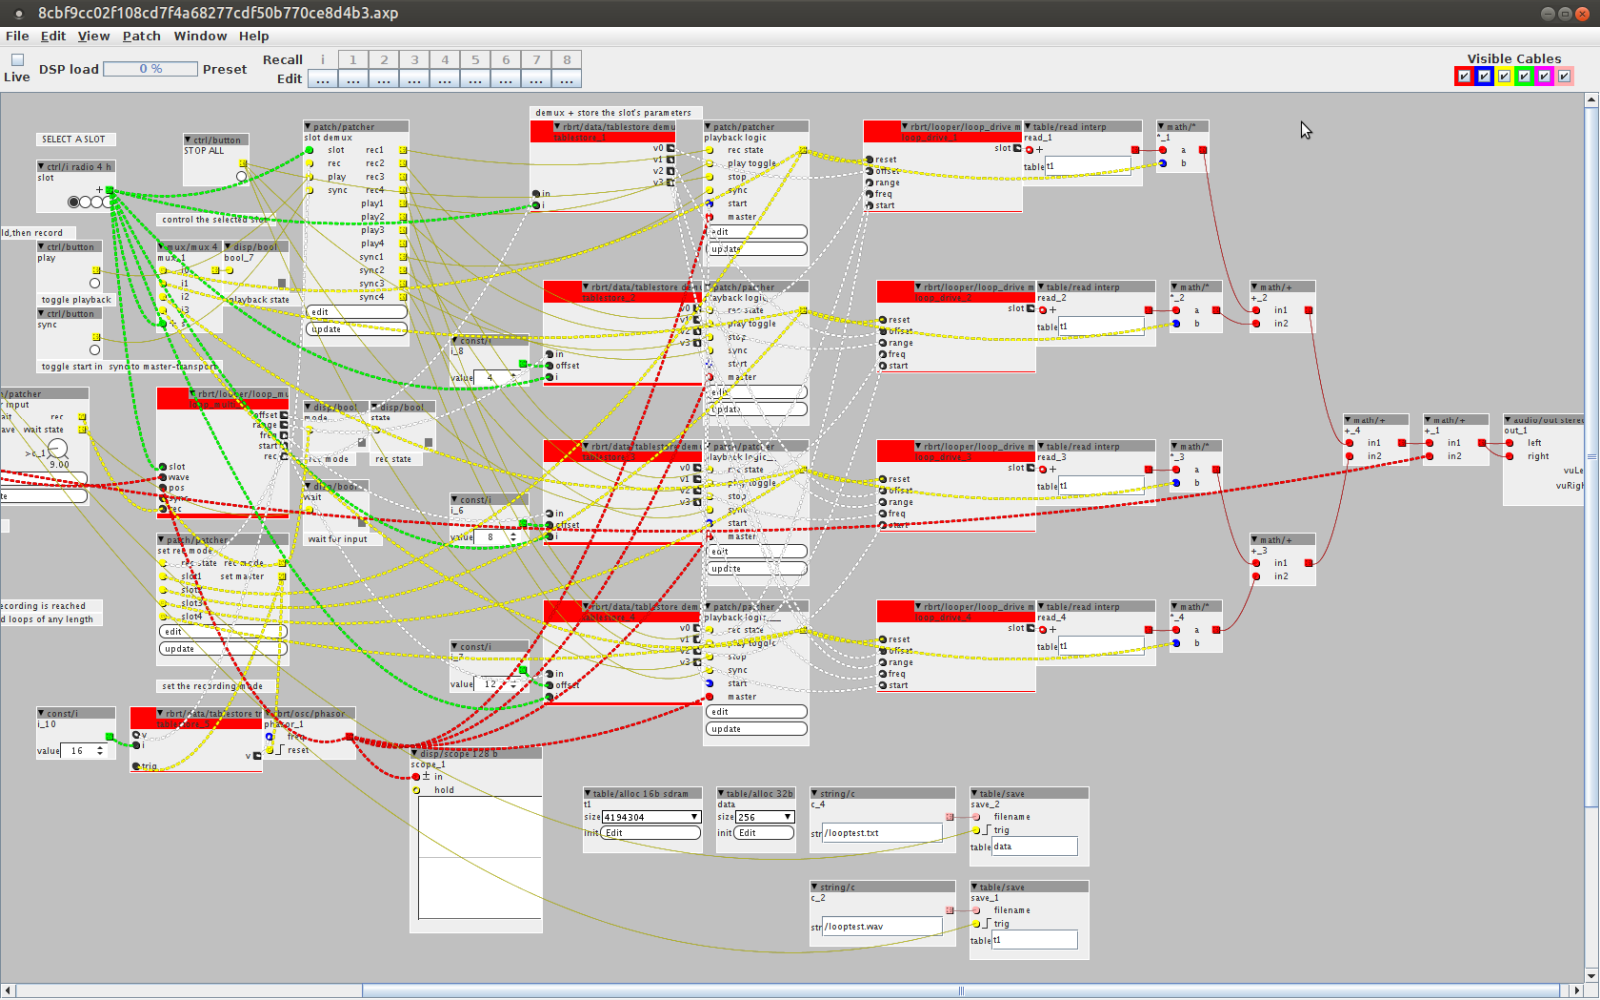 8cbf9cc02f108cd7f4a68277cdf50b770ce8d4b3.axp
File Edit View Patch Window Help
Live
DSP load
0 %
Preset
Recall
Edit
i 1 2 3 4 5 6 7 8
... ... ... ... ... ... ... ... ...
Visible Cables
SELECT A SLOT
ctrl/i radio 4 h
slot
ctrl/button
STOP ALL
control the selected slot
ld,then record
ctrl/button
play
toggle playback
ctrl/button
sync
toggle start in sync to master-transport
mux/mux 4
mux_1
i1
i2
disp/bool
bool_7
playback state
patch/patcher
slot demux
slot rec1
rec rec2
play rec3
sync rec4
play1
play2
play3
play4
sync1
sync2
sync3
sync4
edit
update
/patcher
input
rec
wait state
9.00
slot
wave
pos
sync
rec
offset
range
freq
start
rec
disp/bool
mode
rec mode
disp/bool
state
rec state
wait
wait for input
patch/patcher
set rec mode
rec state rec mode
slot1 set master
slot2
slot3
slot4
edit
update
set the recording mode
ecording is reached
d loops of any length
const/i
i_10
value 16
rbrt/data/tablestore tr
tablestore_5
v
i
trig
v
rbrt/osc/phasor
phasor_1
freq
reset
const/i
i_8
value 4
const/i
i_6
value 8
const/i
i_7
value 12
disp/scope 128 b
scope_1
in
hold
demux + store the slot's parameters
rbrt/data/tablestore demu
tablestore_1
v0
v1
v2
v3
in
i
patch/patcher
playback logic
rec state
play toggle
stop
sync
start
master
edit
update
rbrt/looper/loop_drive m
loop_drive_1
slot
reset
offset
range
freq
start
table/read interp
read_1
table t1
math/*
*_1
a
b
rbrt/data/tablestore dem
tablestore_2
v0
v1
v2
v3
in
offset
i
patch/patcher
playback logic
rec state
play toggle
stop
sync
start
master
edit
update
rbrt/looper/loop_drive m
loop_drive_2
slot
reset
offset
range
freq
start
table/read interp
read_2
table t1
math/*
*_2
a
b
math/+
+_2
in1
in2
rbrt/data/tablestore dem
tablestore_3
v0
v1
v2
v3
in
offset
i
patch/patcher
playback logic
rec state
play toggle
stop
sync
start
master
edit
update
rbrt/looper/loop_drive m
loop_drive_3
slot
reset
offset
range
freq
start
table/read interp
read_3
table t1
math/*
*_3
a
b
math/+
+_4
in1
in2
math/+
+_1
in1
in2
audio/out stereo
out_1
left
right
vuLe
vuRigh
math/+
+_3
in1
in2
rbrt/data/tablestore dem
tablestore_4
v0
v1
v2
v3
in
offset
i
patch/patcher
playback logic
rec state
play toggle
stop
sync
start
master
edit
update
rbrt/looper/loop_drive m
loop_drive_4
slot
reset
offset
range
freq
start
table/read interp
read_4
table t1
math/*
*_4
a
b
table/alloc 16b sdram
t1
size 4194304
init Edit
table/alloc 32b
data
size 256
init Edit
string/c
c_4
str /looptest.txt
table/save
save_2
filename
trig
table data
string/c
c_2
str /looptest.wav
table/save
save_1
filename
trig
table t1